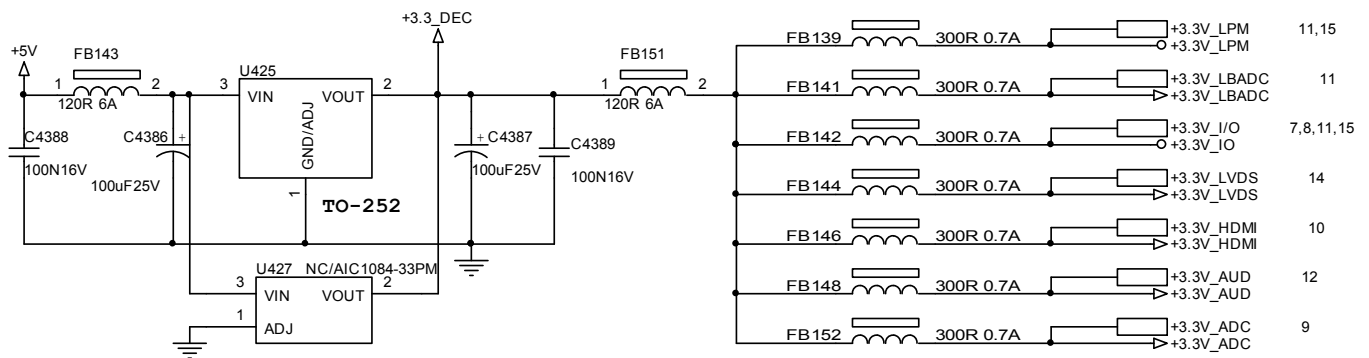 +3.3_DEC
+5V
FB143
1 2
120R 6A
C4388
100N16V
C4386
+
100uF25V
U425
3 VIN VOUT 2
GND/ADJ
1
TO-252
+
C4387
100uF25V
C4389
100N16V
FB151
1 2
120R 6A
U427 NC/AIC1084-33PM
3 VIN VOUT 2
1 ADJ
FB139 300R 0.7A +3.3V_LPM 11,15
+3.3V_LPM
FB141 300R 0.7A +3.3V_LBADC 11
+3.3V_LBADC
FB142 300R 0.7A +3.3V_I/O 7,8,11,15
+3.3V_IO
FB144 300R 0.7A +3.3V_LVDS 14
+3.3V_LVDS
FB146 300R 0.7A +3.3V_HDMI 10
+3.3V_HDMI
FB148 300R 0.7A +3.3V_AUD 12
+3.3V_AUD
FB152 300R 0.7A +3.3V_ADC 9
+3.3V_ADC